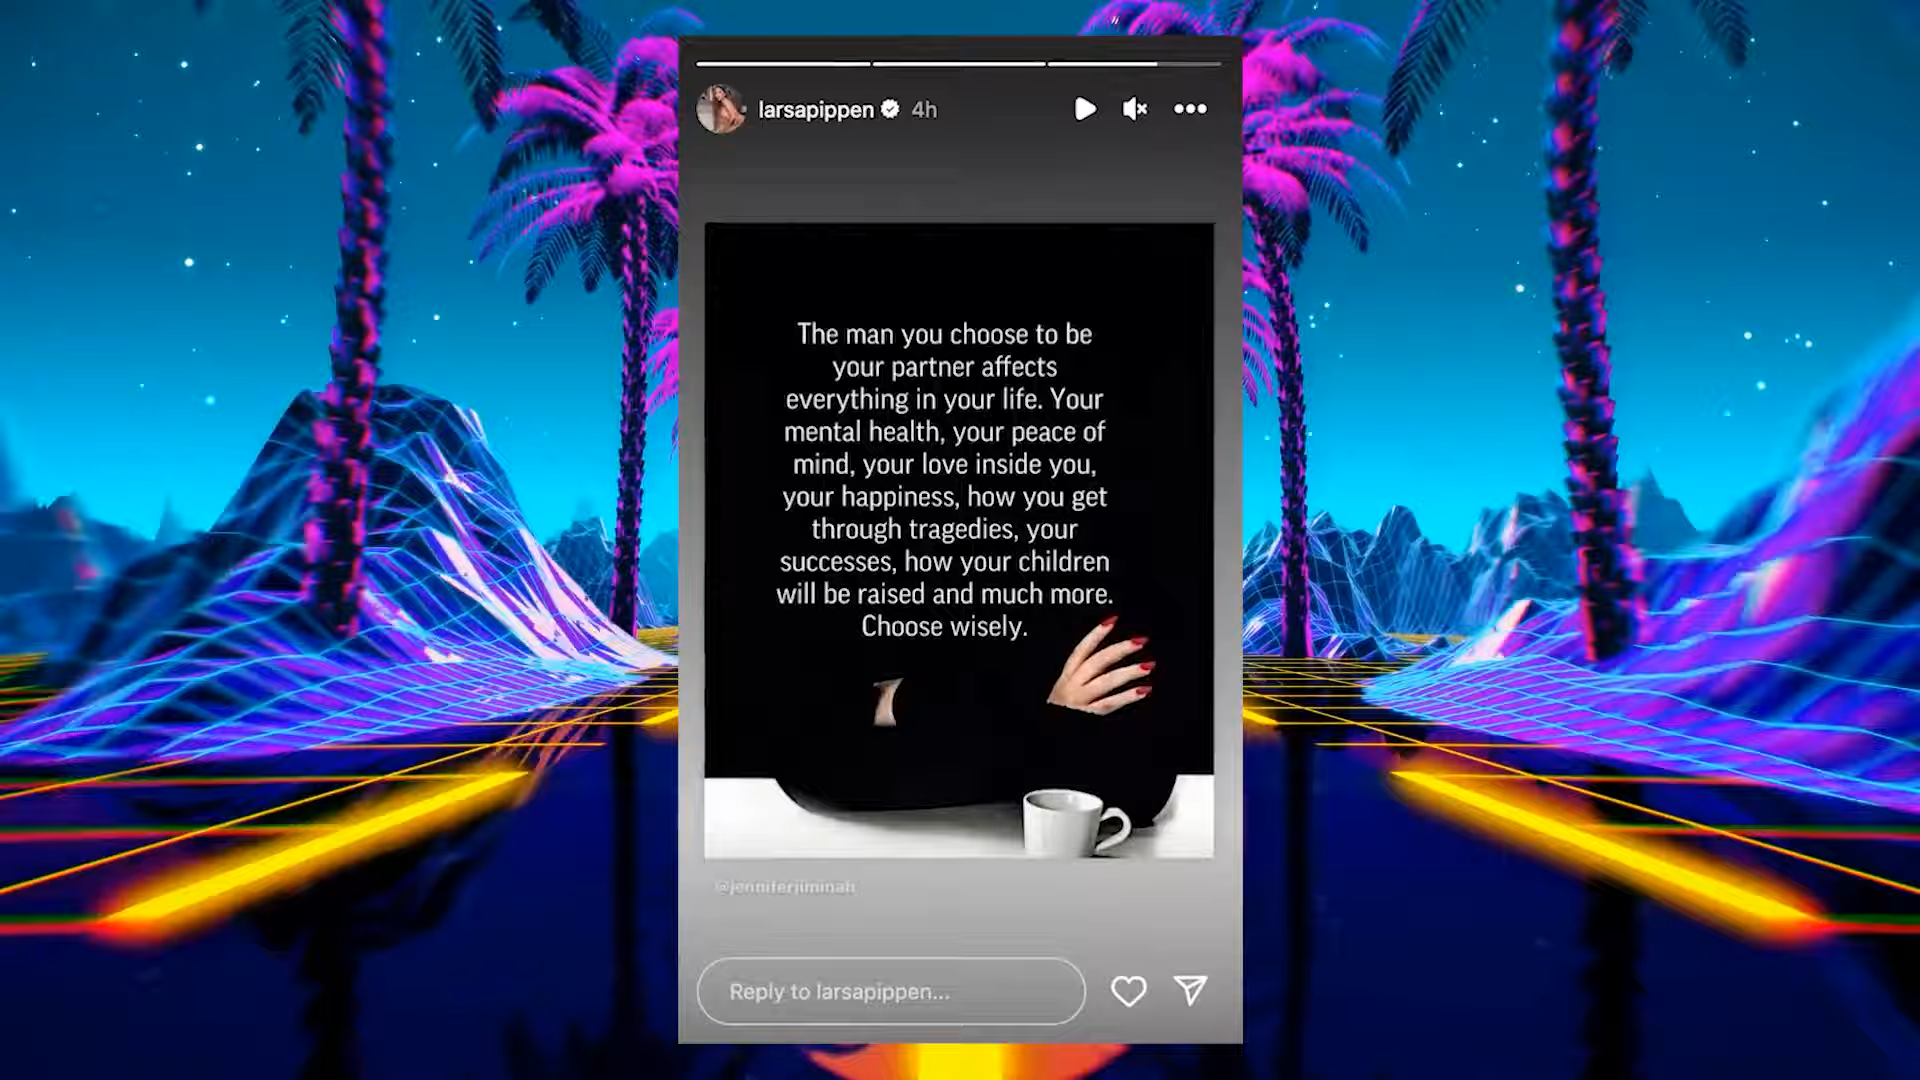 larsapippen 4h
The man you choose to be
your partner affects
everything in your life. Your
mental health, your peace of
mind, your love inside you,
your happiness, how you get
through tragedies, your
successes, how your children
will be raised and much more.
Choose wisely.
@jenniferjimnah
Reply to larsapippen...